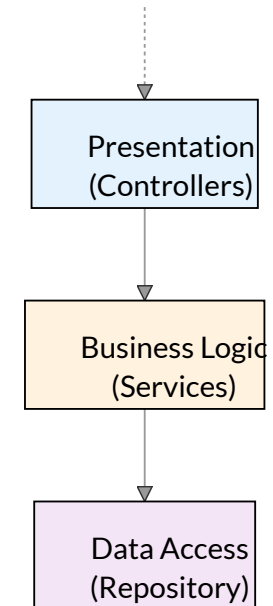 Presentation
(Controllers)
Business Logic
(Services)
Data Access
(Repository)